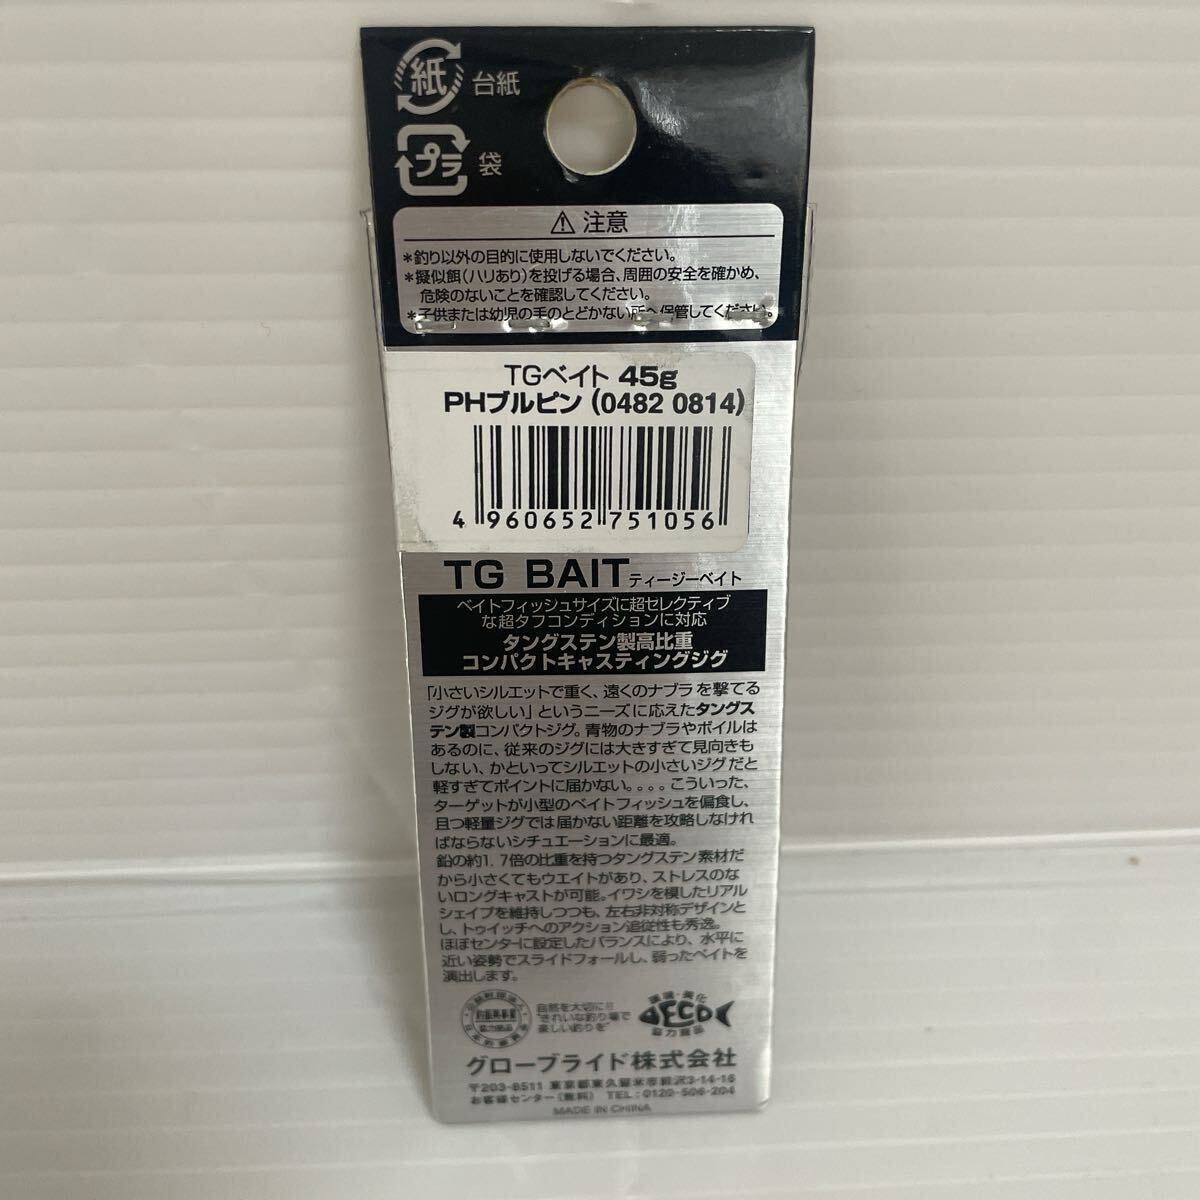 紙 台紙
プラ 袋
⚠ 注意
*釣り以外の目的に使用しないでください。
*擬似餌(ハリあり)を投げる場合、周囲の安全を確かめ、
危険のないことを確認してください。
*子供または幼児の手のとどかない所へ保管してください。
TGベイト 45g
PHブルピン (0482 0814)
4 960652 751056
TG BAIT ティージーベイト
ベイトフィッシュサイズに超セレクティブ
な超タフコンディションに対応
タングステン製高比重
コンパクトキャスティングジグ
「小さいシルエットで重く、遠くのナブラを撃てる
ジグが欲しい」というニーズに応えたタングス
テン製コンパクトジグ。青物のナブラやボイルは
あるのに、従来のジグには大きすぎて見向きも
しない、かといってシルエットの小さいジグだと
軽すぎてポイントに届かない。。。。こういった、
ターゲットが小型のベイトフィッシュを偏食し、
且つ軽量ジグでは届かない距離を攻略しなけれ
ばならないシチュエーションに最適。
鉛の約1.7倍の比重を持つタングステン素材だ
から小さくてもウエイトがあり、ストレスのな
いロングキャストが可能。イワシを模したリアル
シェイプを維持しつつも、左右非対称デザインと
し、トゥイッチへのアクション追従性も秀逸。
ほぼセンターに設定したバランスにより、水平に
近い姿勢でスライドフォールし、弱ったベイトを
演出します。
自然を大切に!!
"きれいな釣り場で
楽しい釣りを"
環境・美化
ECO
協力商品
グローブライド株式会社
〒203-8511 東京都東久留米市前沢3-14-16
お客様センター(無料) TEL:0120-506-204
MADE IN CHINA